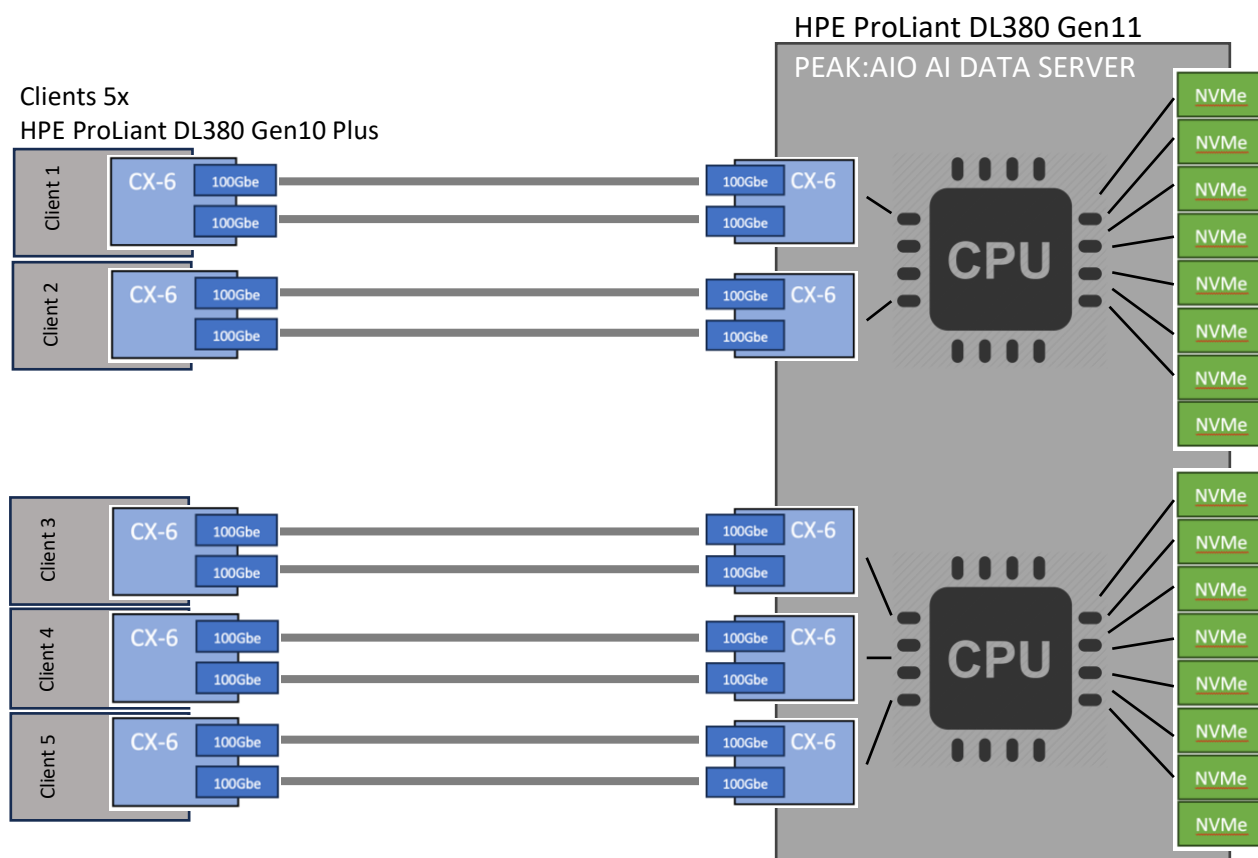 HPE ProLiant DL380 Gen11
PEAK:AIO AI DATA SERVER
Clients 5x
HPE ProLiant DL380 Gen10 Plus
Client 1
CX-6
100Gbe
100Gbe
100Gbe
100Gbe
CX-6
Client 2
CX-6
100Gbe
100Gbe
100Gbe
100Gbe
CX-6
CPU
NVMe
NVMe
NVMe
NVMe
NVMe
NVMe
NVMe
NVMe
Client 3
CX-6
100Gbe
100Gbe
100Gbe
100Gbe
CX-6
Client 4
CX-6
100Gbe
100Gbe
100Gbe
100Gbe
CX-6
Client 5
CX-6
100Gbe
100Gbe
100Gbe
100Gbe
CX-6
CPU
NVMe
NVMe
NVMe
NVMe
NVMe
NVMe
NVMe
NVMe